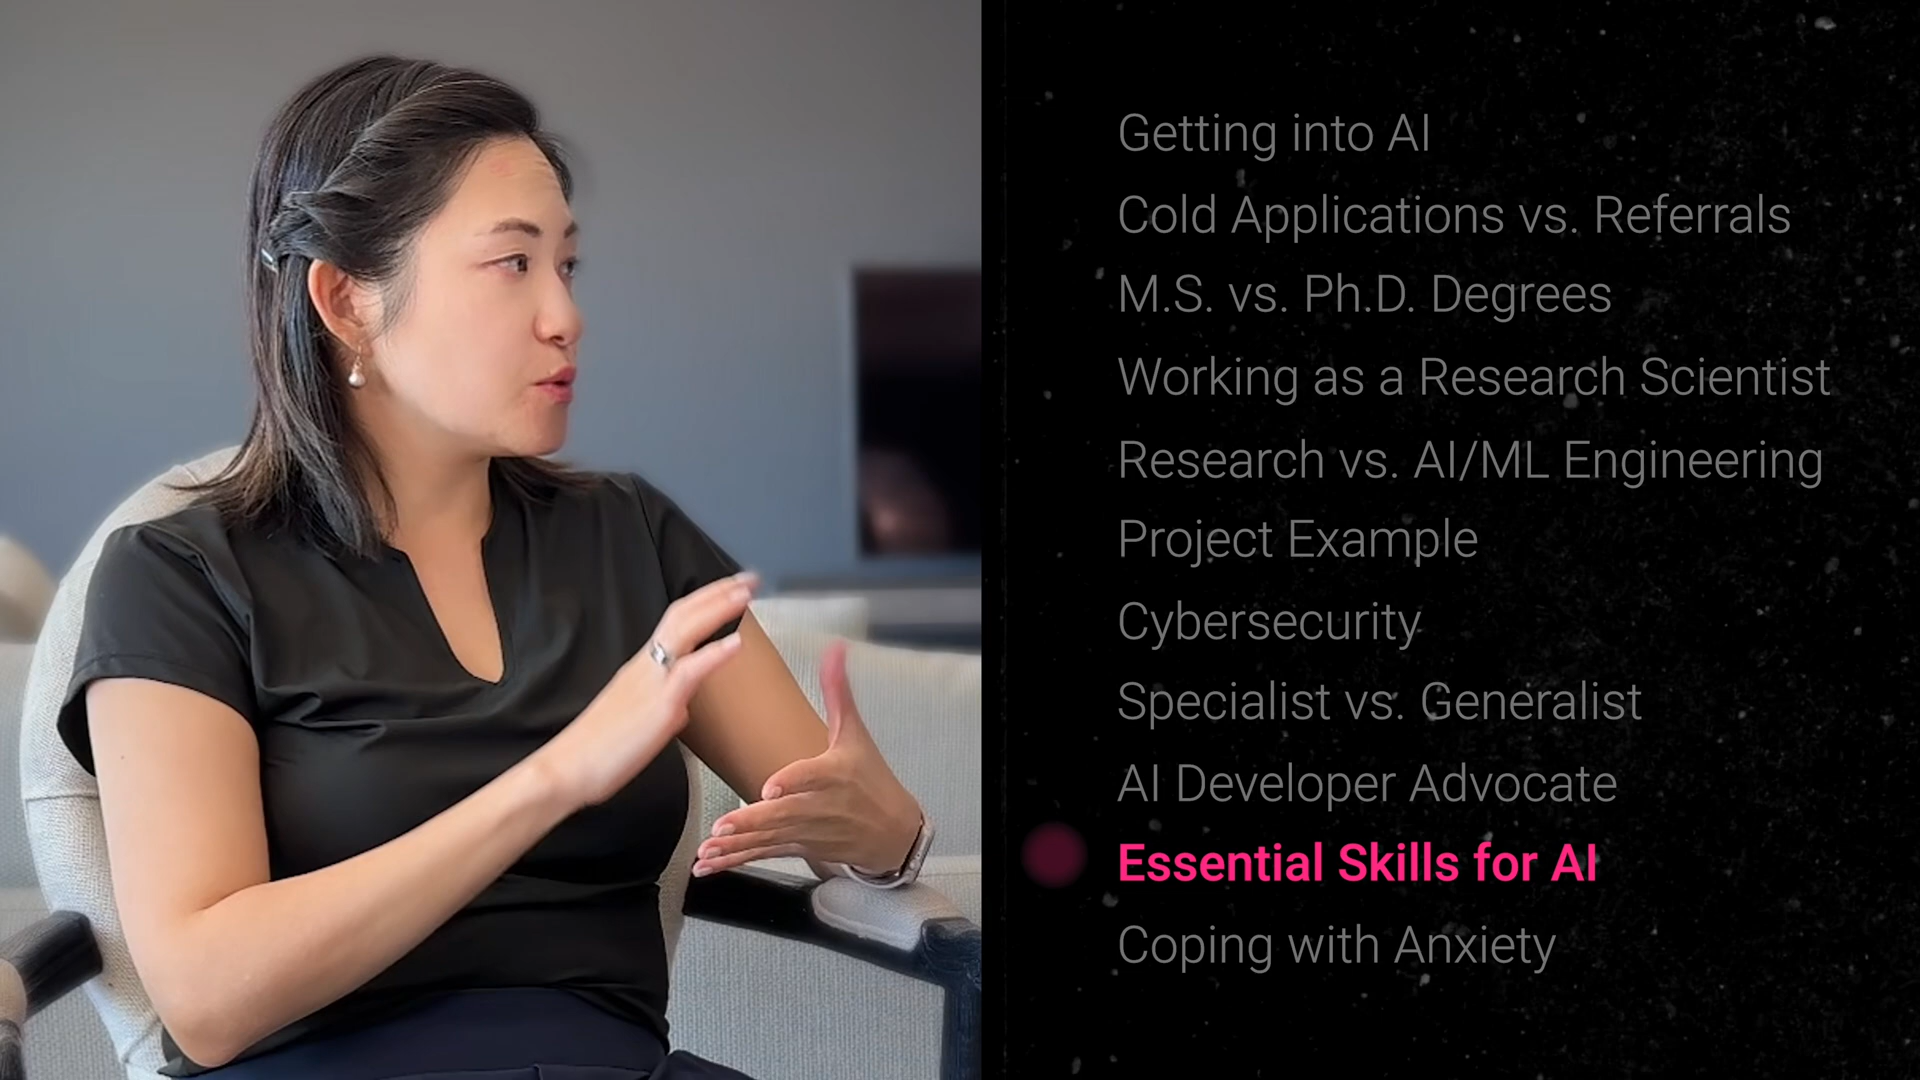 Getting into AI
Cold Applications vs. Referrals
M.S. vs. Ph.D. Degrees
Working as a Research Scientist
Research vs. AI/ML Engineering
Project Example
Cybersecurity
Specialist vs. Generalist
AI Developer Advocate
Essential Skills for AI
Coping with Anxiety